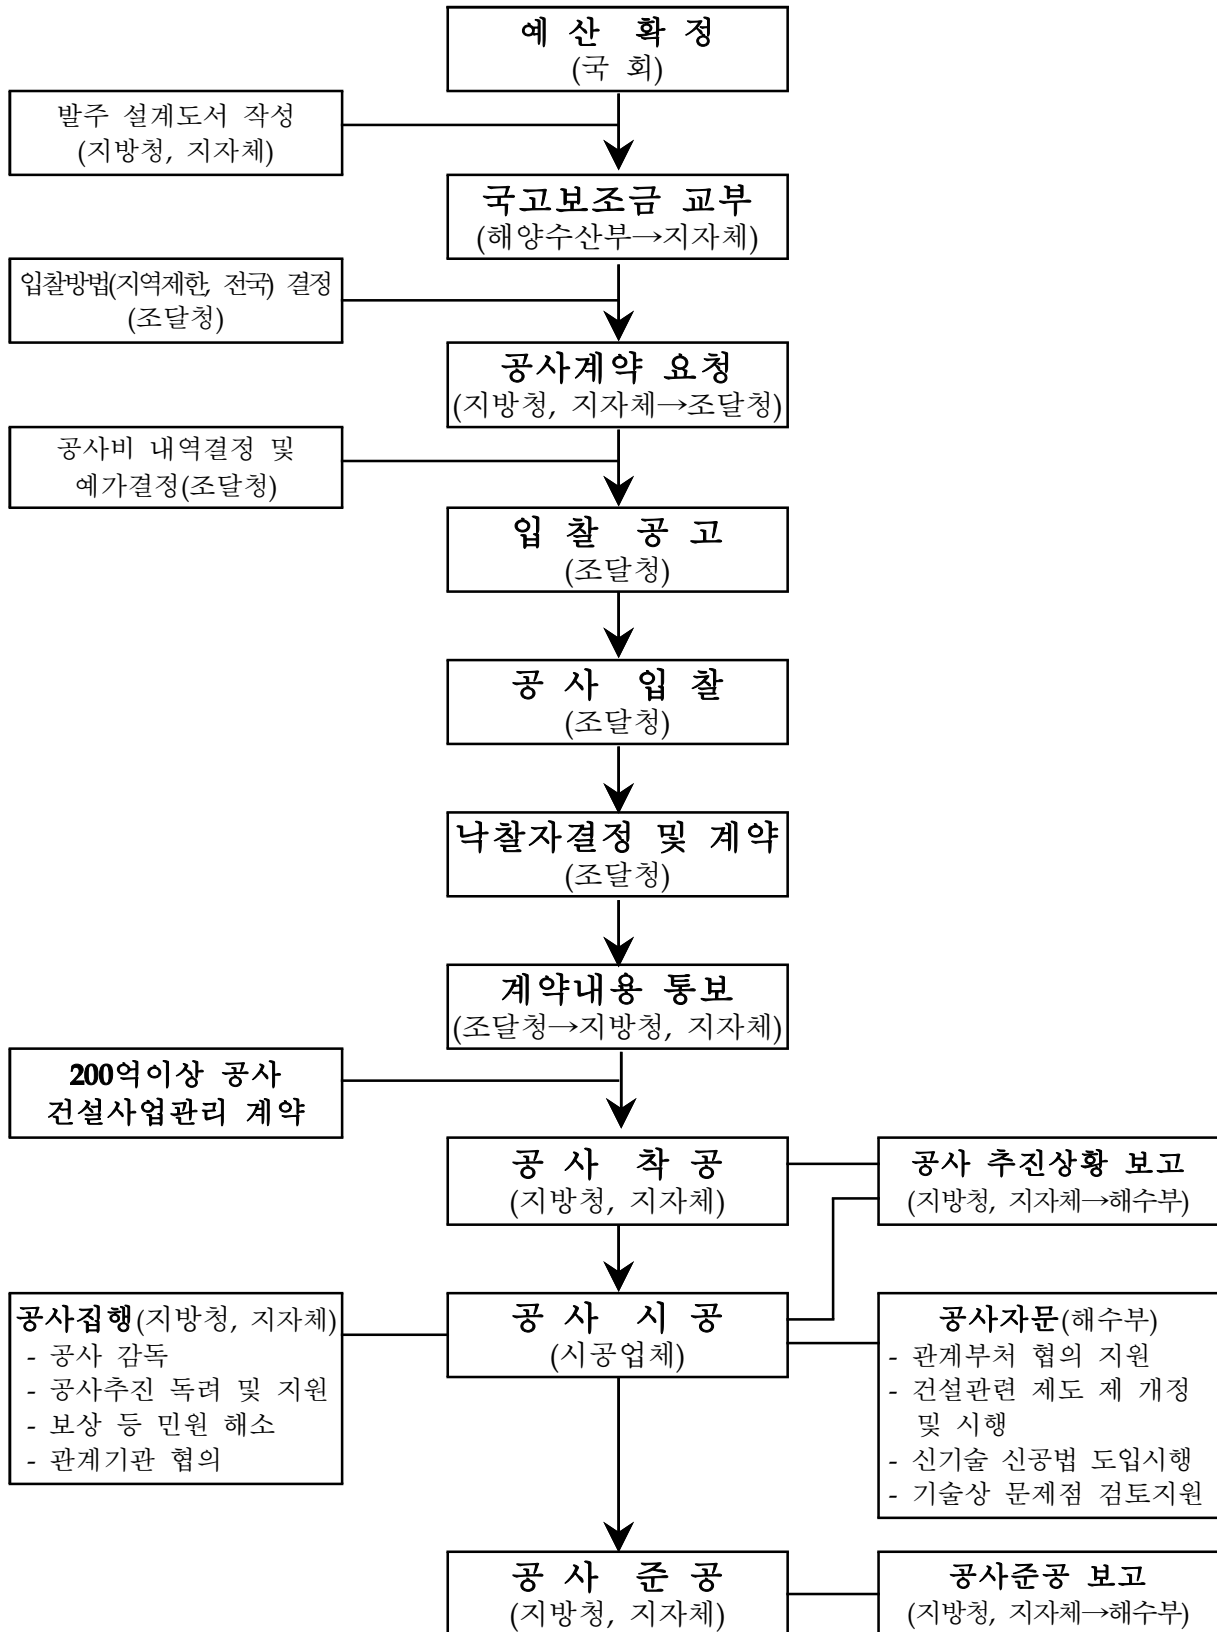 예 산 확 정
(국 회)
발주 설계도서 작성
(지방청, 지자체)
국고보조금 교부
(해양수산부→지자체)
입찰방법(지역제한, 전국) 결정
(조달청)
공사계약 요청
(지방청, 지자체→조달청)
공사비 내역결정 및
예가결정(조달청)
입 찰 공 고
(조달청)
공 사 입 찰
(조달청)
낙찰자결정 및 계약
(조달청)
계약내용 통보
(조달청→지방청, 지자체)
200억이상 공사
건설사업관리 계약
공 사 착 공
(지방청, 지자체)
공사 추진상황 보고
(지방청, 지자체→해수부)
공사집행(지방청, 지자체)
- 공사 감독
- 공사추진 독려 및 지원
- 보상 등 민원 해소
- 관계기관 협의
공 사 시 공
(시공업체)
공사자문(해수부)
- 관계부처 협의 지원
- 건설관련 제도 제 개정
및 시행
- 신기술 신공법 도입시행
- 기술상 문제점 검토지원
공 사 준 공
(지방청, 지자체)
공사준공 보고
(지방청, 지자체→해수부)